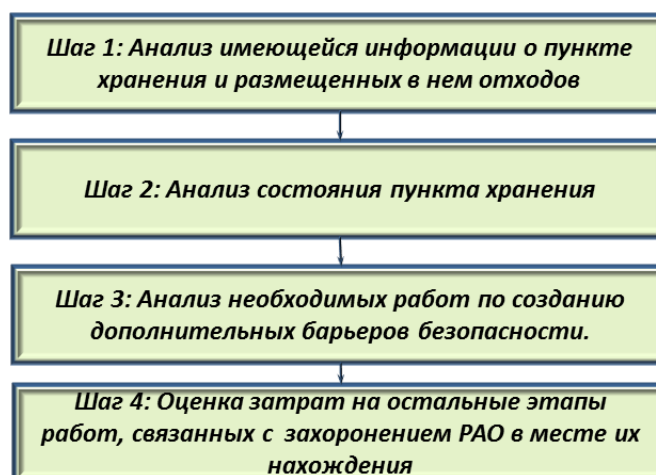 Шаг 1: Анализ имеющейся информации о пункте
хранения и размещенных в нем отходов
Шаг 2: Анализ состояния пункта хранения
Шаг 3: Анализ необходимых работ по созданию
дополнительных барьеров безопасности.
Шаг 4: Оценка затрат на остальные этапы
работ, связанных с захоронением РАО в месте их
нахождения